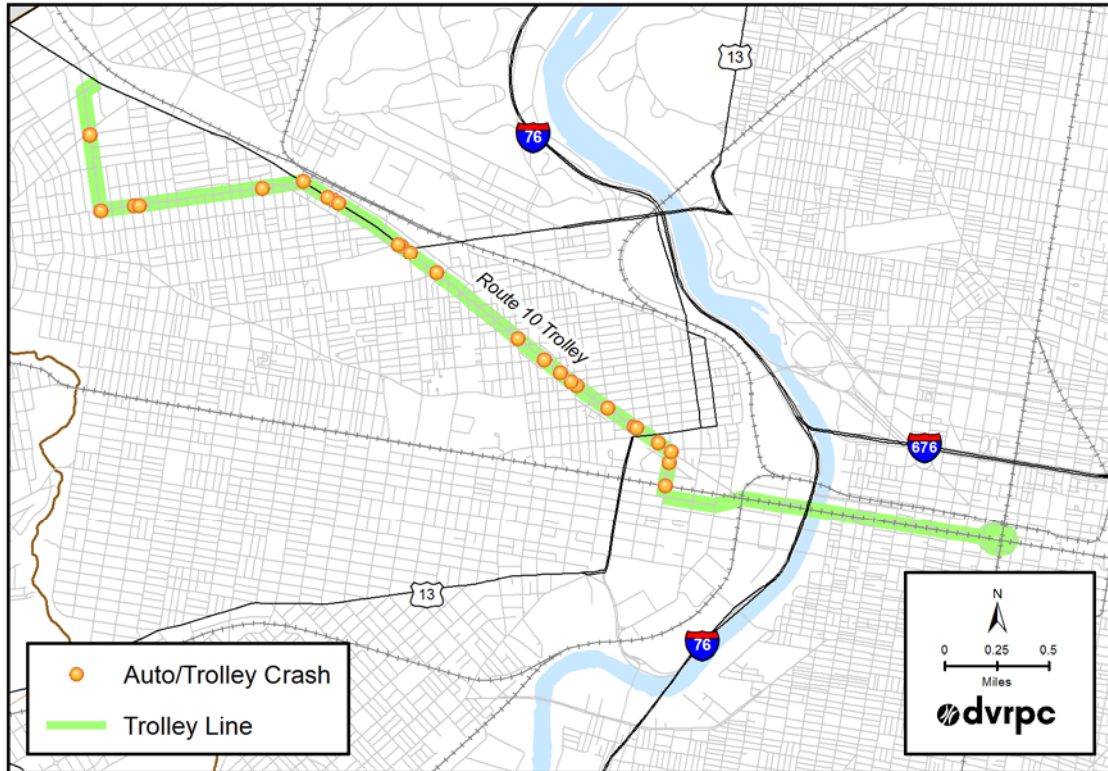 13
76
Route 10 Trolley
676
13
76
Auto/Trolley Crash
Trolley Line
N
0 0.25 0.5
Miles
dvrpc